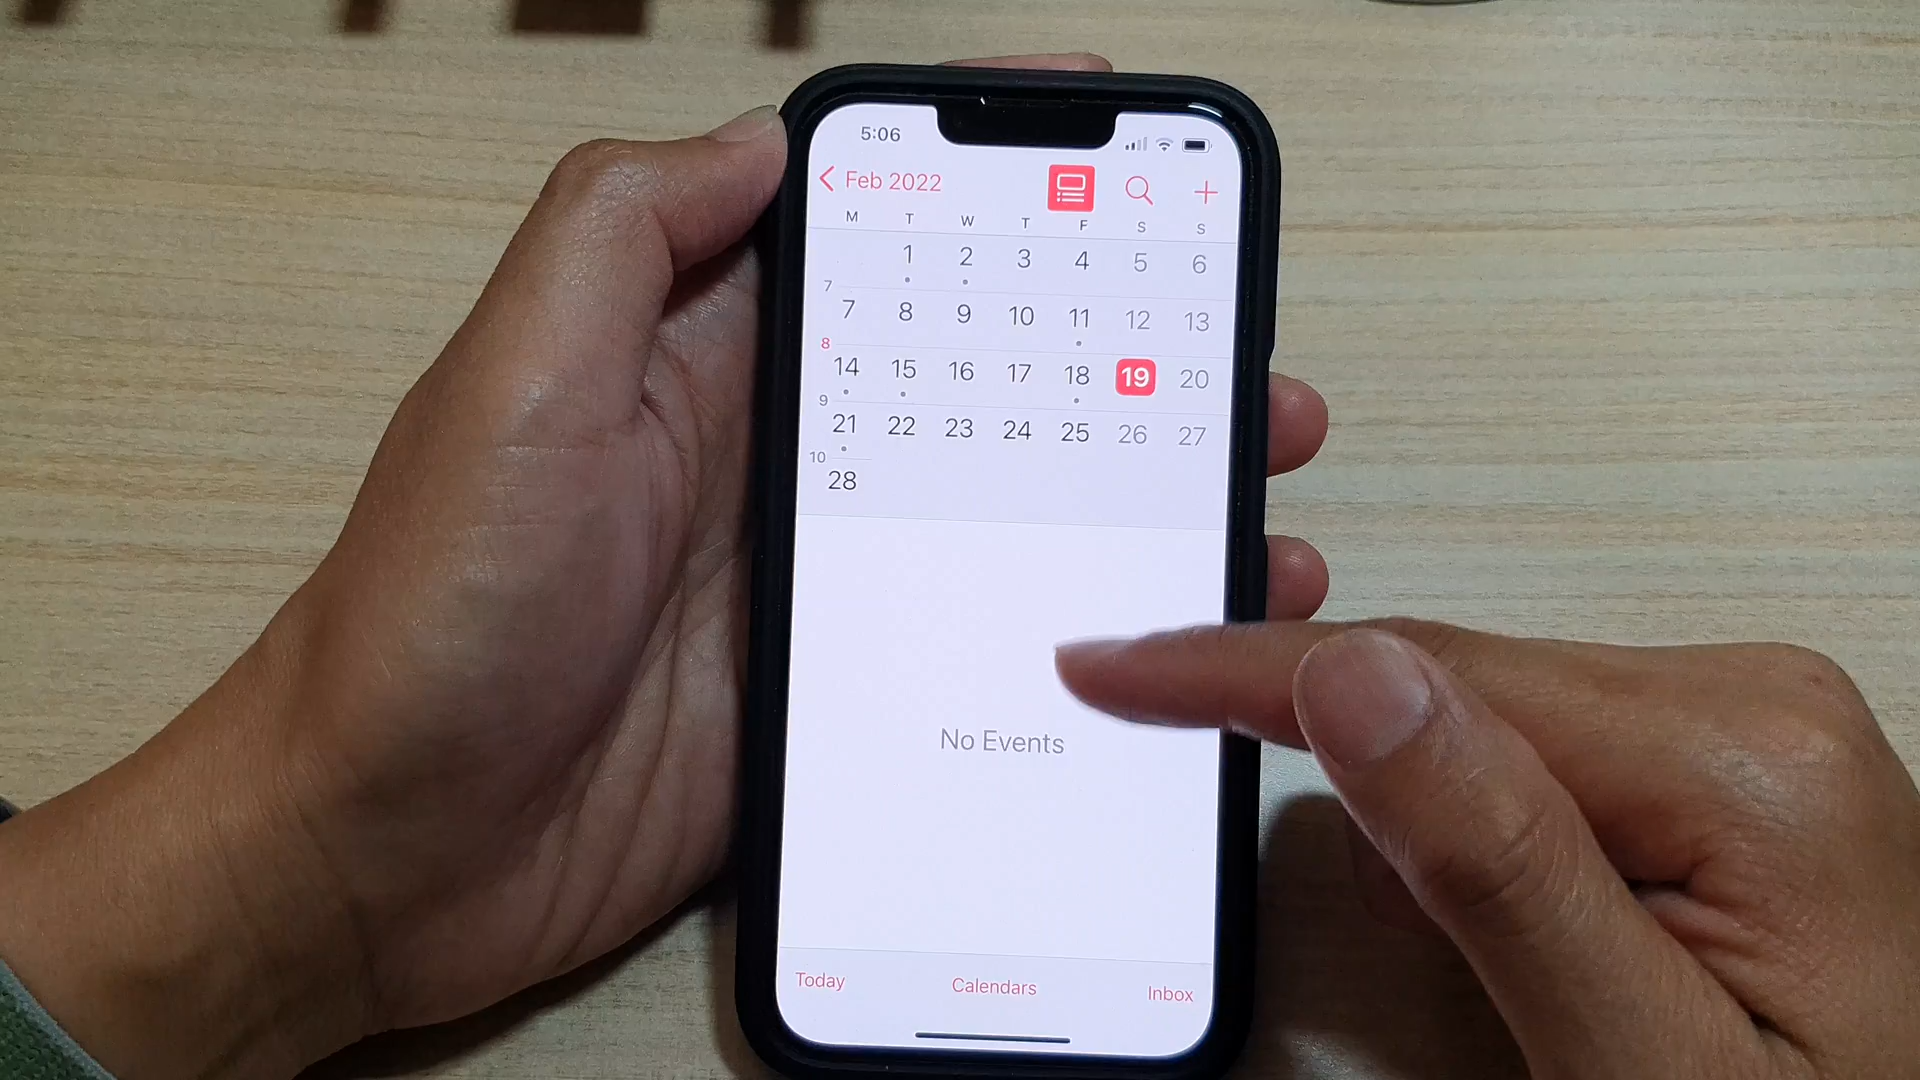 5:06
Feb 2022
M T W T F S S
1 2 3 4 5 6
7
7 8 9 10 11 12 13
8
14 15 16 17 18 19 20
9
21 22 23 24 25 26 27
10
28
No Events
Today Calendars Inbox